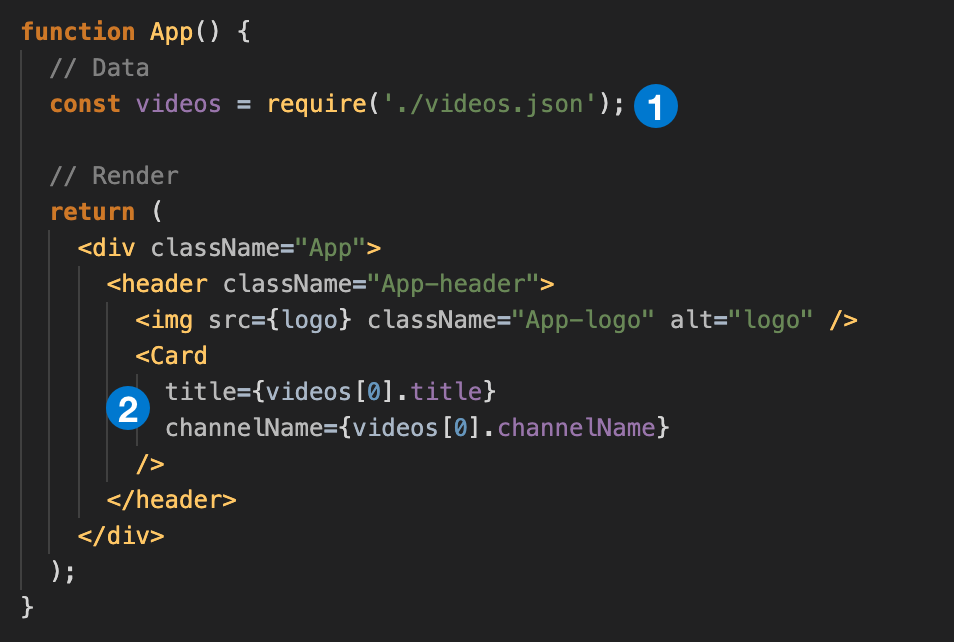 function App() {
  // Data
  const videos = require('./videos.json'); 1
  // Render
  return (
    <div className="App">
      <header className="App-header">
        <img src={logo} className="App-logo" alt="logo" />
        <Card
          title={videos[0].title}
2
          channelName={videos[0].channelName}
        />
      </header>
    </div>
  );
}